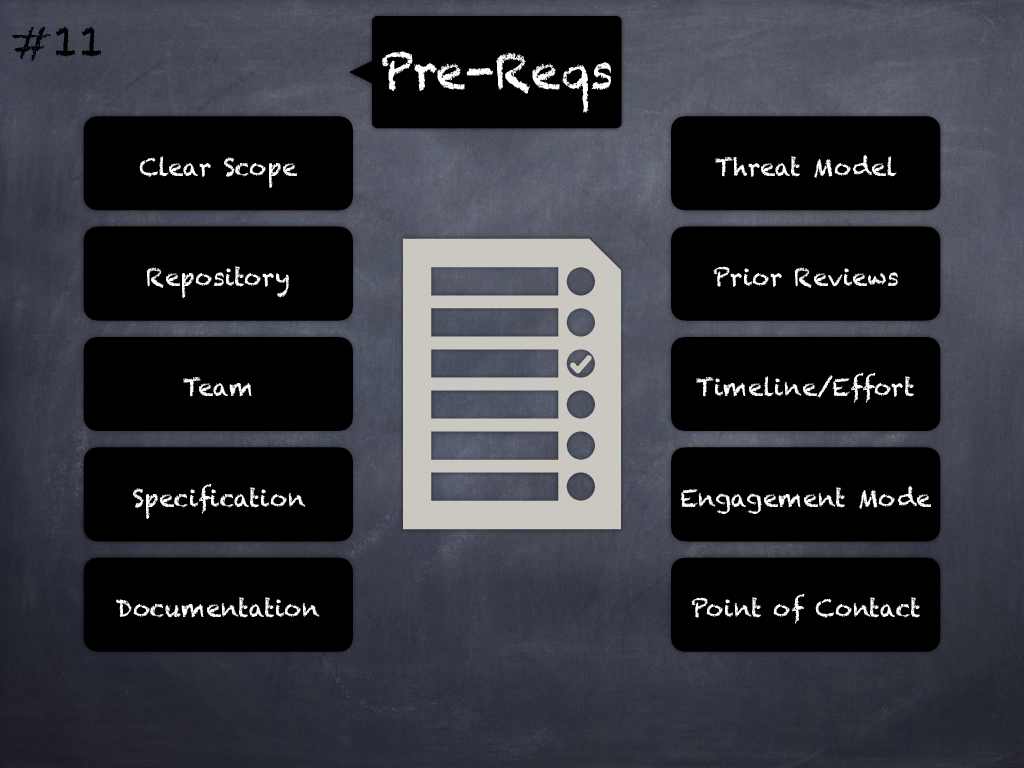 #11
Pre-Reqs
Clear Scope
Repository
Team
Specification
Documentation
Threat Model
Prior Reviews
Timeline/Effort
Engagement Mode
Point of Contact